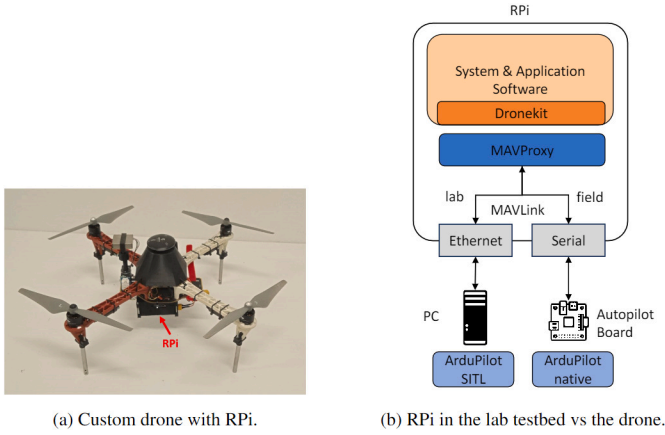 RPi
System & Application
Software
Dronekit
MAVProxy
lab
field
MAVLink
Ethernet
Serial
PC
Autopilot
Board
ArduPilot
SITL
ArduPilot
native
RPi
(a) Custom drone with RPi.
(b) RPi in the lab testbed vs the drone.